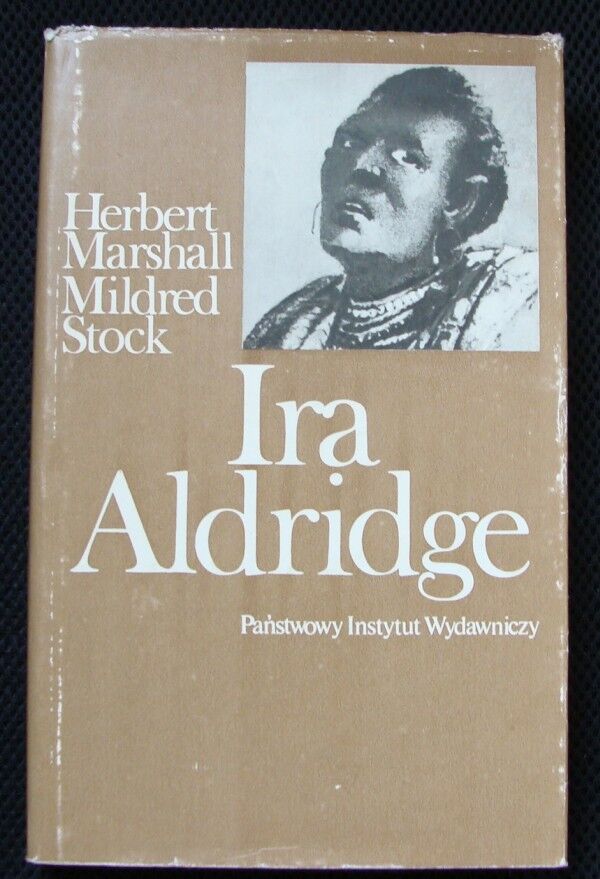 Herbert
Marshall
Mildred
Stock
Ira
Aldridge
Państwowy Instytut Wydawniczy